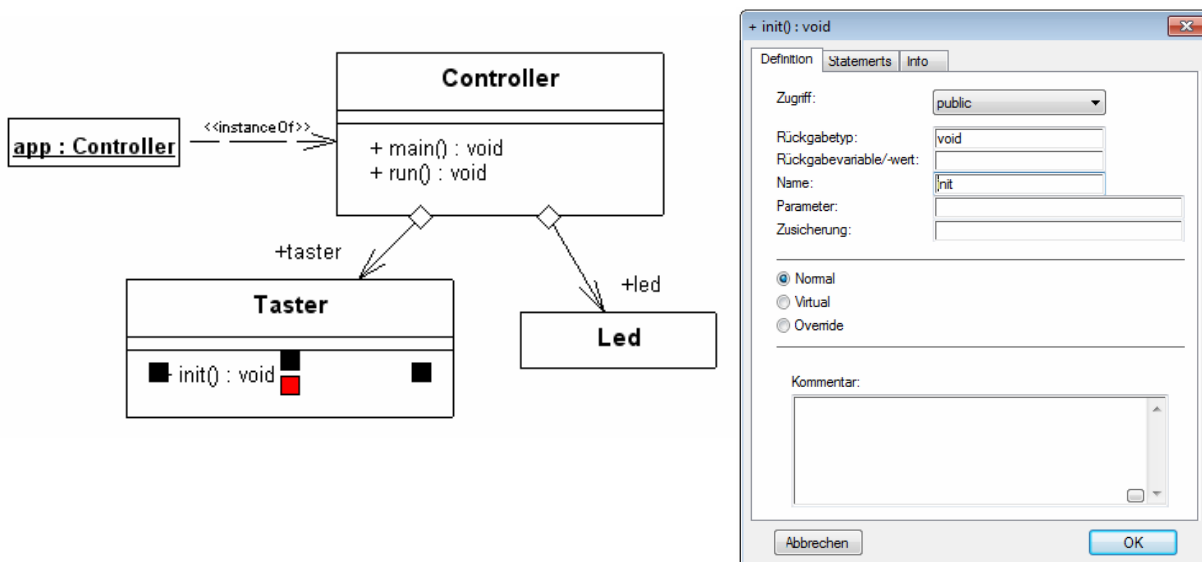 Controller
+ main() : void
+ run() : void
<<instanceOf>>
app : Controller
+taster
+led
Taster
init() : void
Led
+ init() : void
Definition
Statements
Info
Zugriff:
public
Rückgabetyp:
void
Rückgabevariable/-wert:
Name:
init
Parameter:
Zusicherung:
Normal
Virtual
Override
Kommentar:
...
Abbrechen
OK